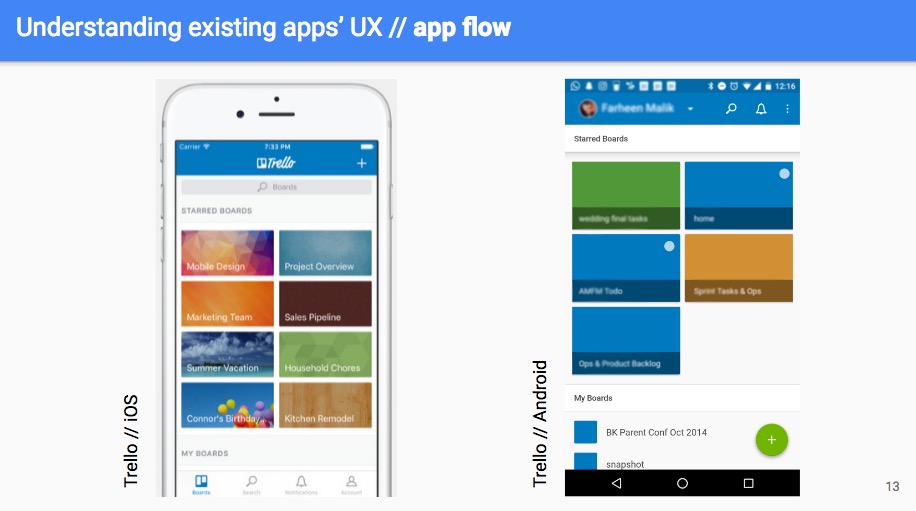 Understanding existing apps’ UX // app flow
Trello // iOS
Carrier
7:33 PM
Trello
+
Boards
STARRED BOARDS
Mobile Design
Project Overview
Marketing Team
Sales Pipeline
Summer Vacation
Household Chores
Connor's Birthday...
Kitchen Remodel
MY BOARDS
Boards
Search
Notifications
Account
Trello // Android
12:16
Farheen Malik
Starred Boards
wedding final tasks
home
AMFM Todo
Sprint Tasks & Ops
Ops & Product Backlog
My Boards
BK Parent Conf Oct 2014
snapshot
+
13